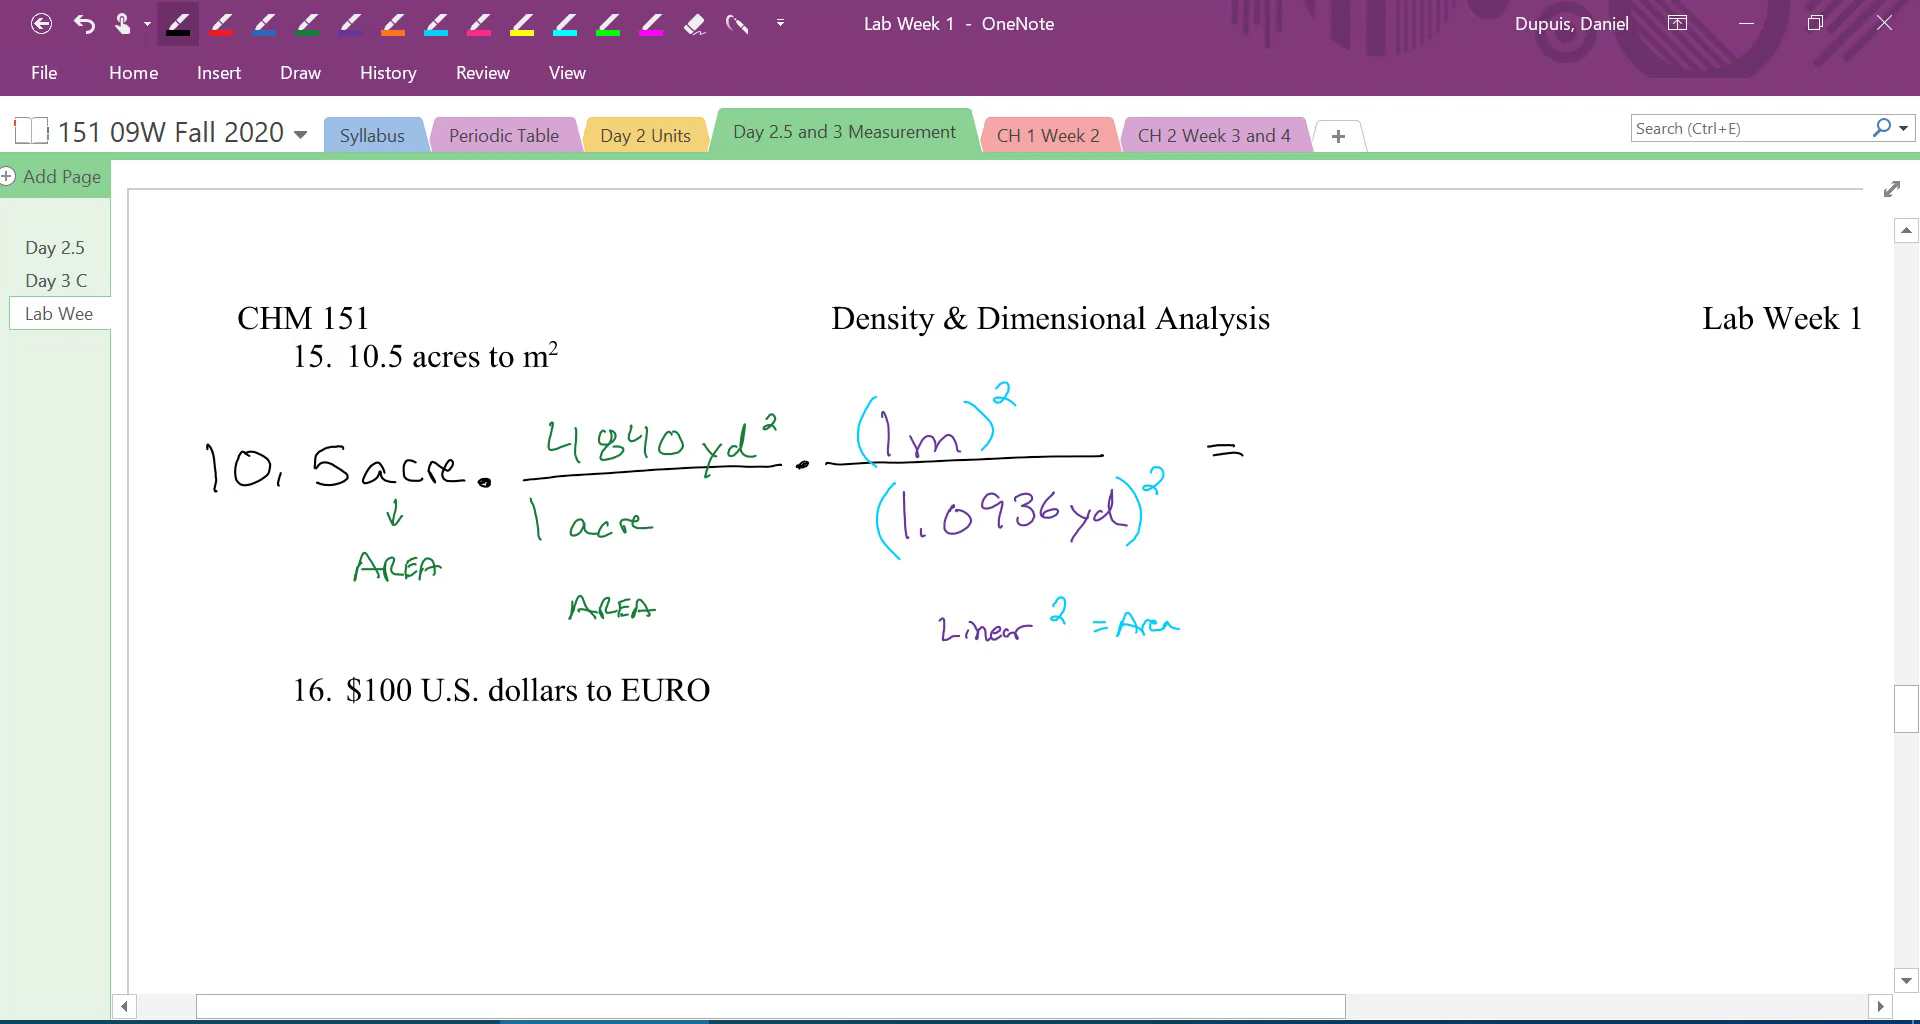 Lab Week 1 - OneNote
Dupuis, Daniel
File Home Insert Draw History Review View
151 09W Fall 2020 Syllabus Periodic Table Day 2 Units Day 2.5 and 3 Measurement CH 1 Week 2 CH 2 Week 3 and 4 + Search (Ctrl+E)
Add Page
Day 2.5
Day 3 C
Lab Wee
CHM 151 Density & Dimensional Analysis Lab Week 1
15. 10.5 acres to m²
10.5 acre · 4840 yd² / 1 acre · (1 m)² / (1.0936 yd)² =
↓
AREA
AREA
Linear ² = Area
16. $100 U.S. dollars to EURO